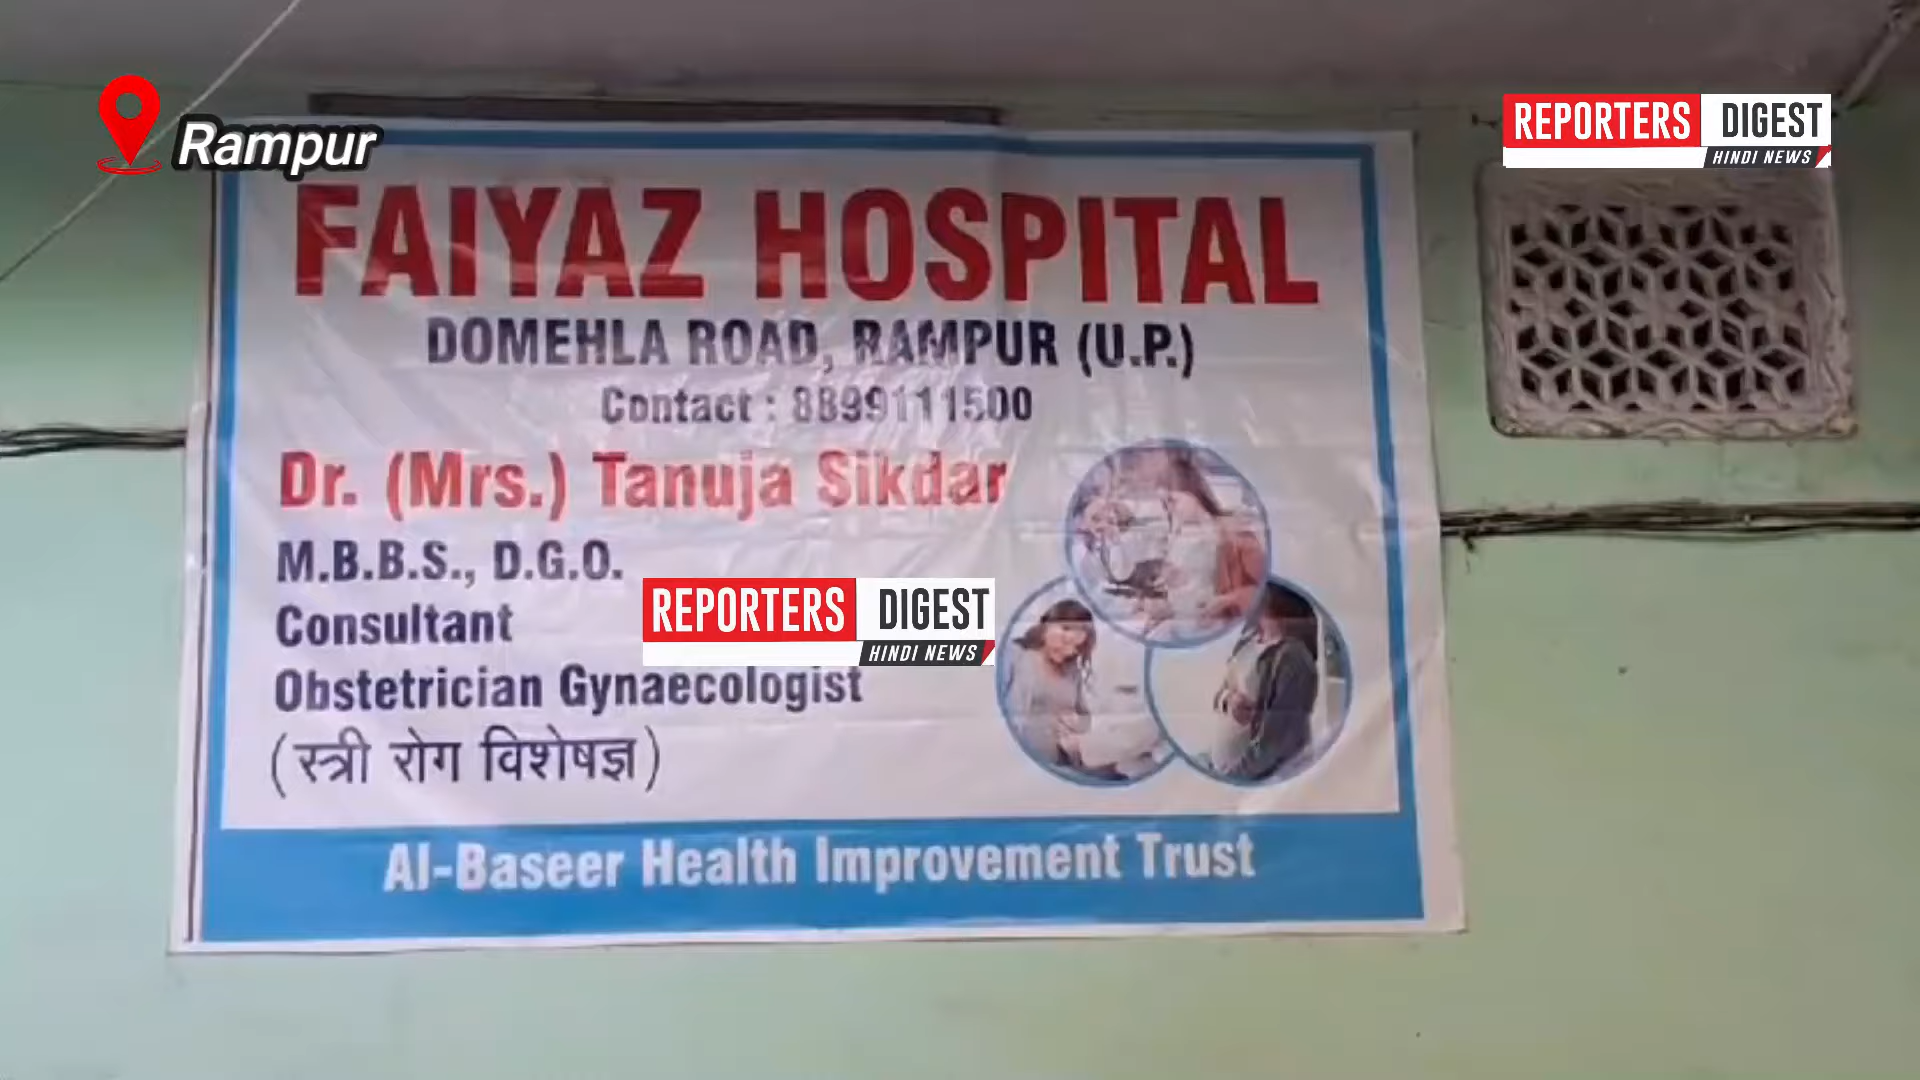 Rampur
REPORTERS DIGEST
HINDI NEWS
FAIYAZ HOSPITAL
DOMEHLA ROAD, RAMPUR (U.P.)
Contact : 8899111500
Dr. (Mrs.) Tanuja Sikdar
M.B.B.S., D.G.O.
Consultant
REPORTERS DIGEST
HINDI NEWS
Obstetrician Gynaecologist
(स्त्री रोग विशेषज्ञ)
Al-Baseer Health Improvement Trust